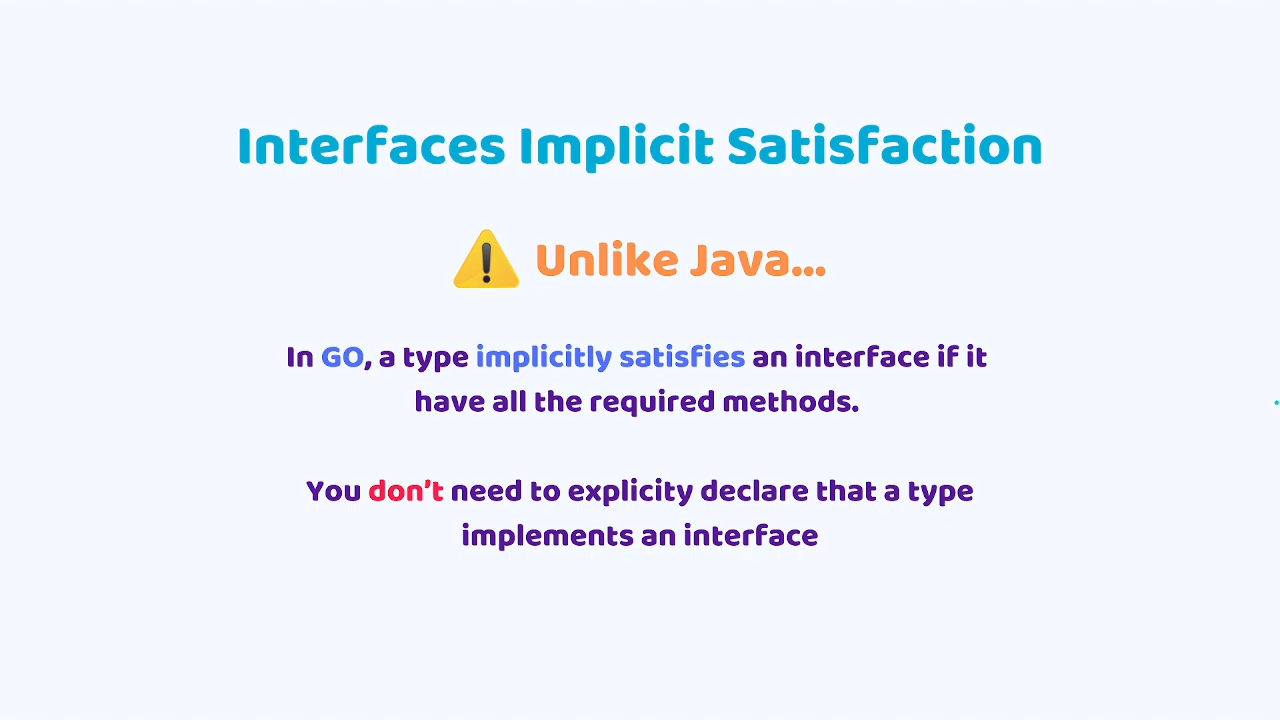 Interfaces Implicit Satisfaction
Unlike Java...
In GO, a type implicitly satisfies an interface if it
have all the required methods.
You don't need to explicity declare that a type
implements an interface